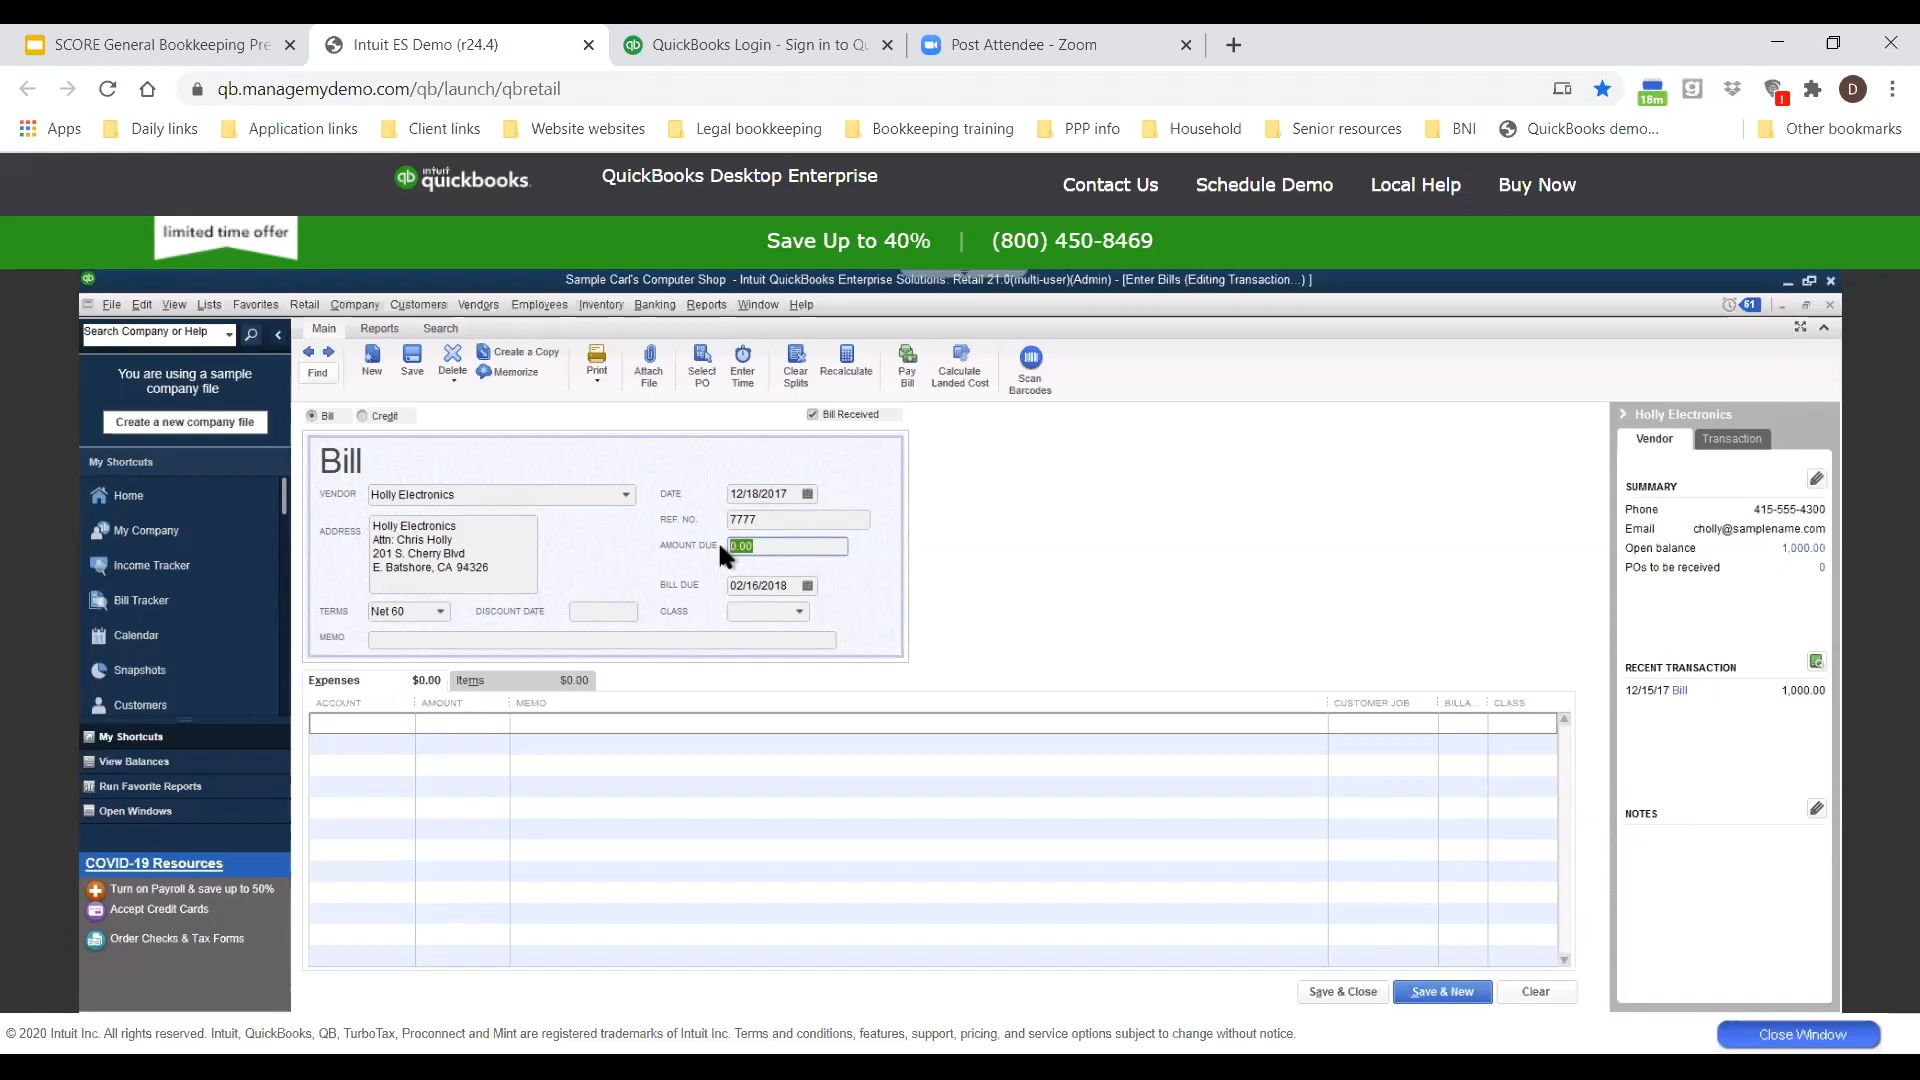 SCORE General Bookkeeping Pre
Intuit ES Demo (r24.4)
QuickBooks Login - Sign in to Qu
Post Attendee - Zoom
qb.managemydemo.com/qb/launch/qbretail
18m
D
Apps
Daily links
Application links
Client links
Website websites
Legal bookkeeping
Bookkeeping training
PPP info
Household
Senior resources
BNI
QuickBooks demo...
Other bookmarks
qb intuit quickbooks.
QuickBooks Desktop Enterprise
Contact Us
Schedule Demo
Local Help
Buy Now
limited time offer
Save Up to 40% | (800) 450-8469
Sample Carl's Computer Shop - Intuit QuickBooks Enterprise Solutions: Retail 21.0(multi-user)(Admin) - [Enter Bills (Editing Transaction...) ]
File Edit View Lists Favorites Retail Company Customers Vendors Employees Inventory Banking Reports Window Help
61
Search Company or Help
Main Reports Search
You are using a sample
company file
Create a new company file
Find
New
Save
Delete
Create a Copy
Memorize
Print
Attach
File
Select
PO
Enter
Time
Clear
Splits
Recalculate
Pay
Bill
Calculate
Landed Cost
Scan
Barcodes
Bill
Credit
Bill Received
Bill
VENDOR Holly Electronics
ADDRESS
Holly Electronics
Attn: Chris Holly
201 S. Cherry Blvd
E. Batshore, CA 94326
TERMS Net 60
DISCOUNT DATE
MEMO
DATE 12/18/2017
REF. NO. 7777
AMOUNT DUE 0.00
BILL DUE 02/16/2018
CLASS
Expenses $0.00
Items $0.00
ACCOUNT AMOUNT MEMO CUSTOMER:JOB BILLA... CLASS
Save & Close
Save & New
Clear
My Shortcuts
Home
My Company
Income Tracker
Bill Tracker
Calendar
Snapshots
Customers
My Shortcuts
View Balances
Run Favorite Reports
Open Windows
COVID-19 Resources
Turn on Payroll & save up to 50%
Accept Credit Cards
Order Checks & Tax Forms
Holly Electronics
Vendor
Transaction
SUMMARY
Phone 415-555-4300
Email cholly@samplename.com
Open balance 1,000.00
POs to be received 0
RECENT TRANSACTION
12/15/17 Bill 1,000.00
NOTES
© 2020 Intuit Inc. All rights reserved. Intuit, QuickBooks, QB, TurboTax, Proconnect and Mint are registered trademarks of Intuit Inc. Terms and conditions, features, support, pricing, and service options subject to change without notice.
Close Window